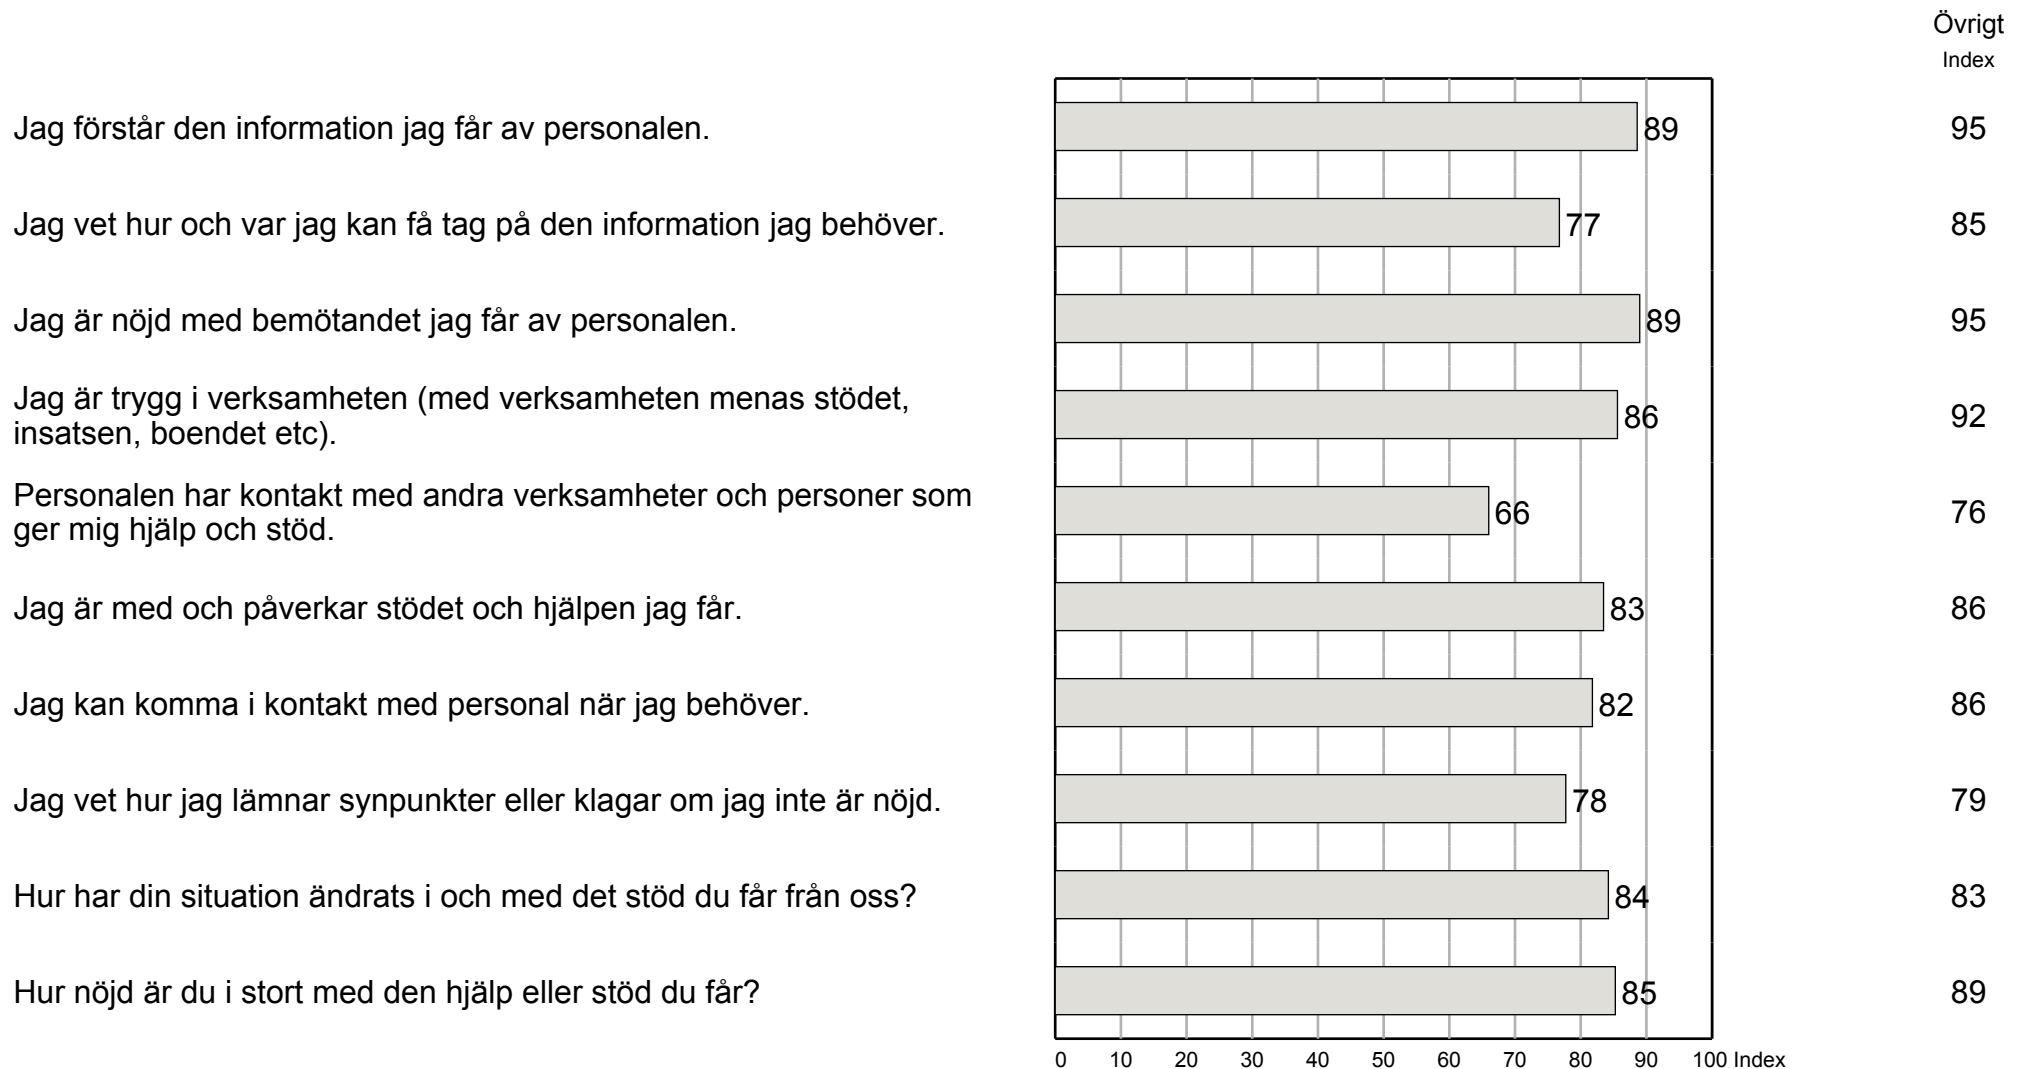 Övrigt
Index
Jag förstår den information jag får av personalen. 89 95
Jag vet hur och var jag kan få tag på den information jag behöver. 77 85
Jag är nöjd med bemötandet jag får av personalen. 89 95
Jag är trygg i verksamheten (med verksamheten menas stödet,
insatsen, boendet etc). 86 92
Personalen har kontakt med andra verksamheter och personer som
ger mig hjälp och stöd. 66 76
Jag är med och påverkar stödet och hjälpen jag får. 83 86
Jag kan komma i kontakt med personal när jag behöver. 82 86
Jag vet hur jag lämnar synpunkter eller klagar om jag inte är nöjd. 78 79
Hur har din situation ändrats i och med det stöd du får från oss? 84 83
Hur nöjd är du i stort med den hjälp eller stöd du får? 85 89
0 10 20 30 40 50 60 70 80 90 100 Index